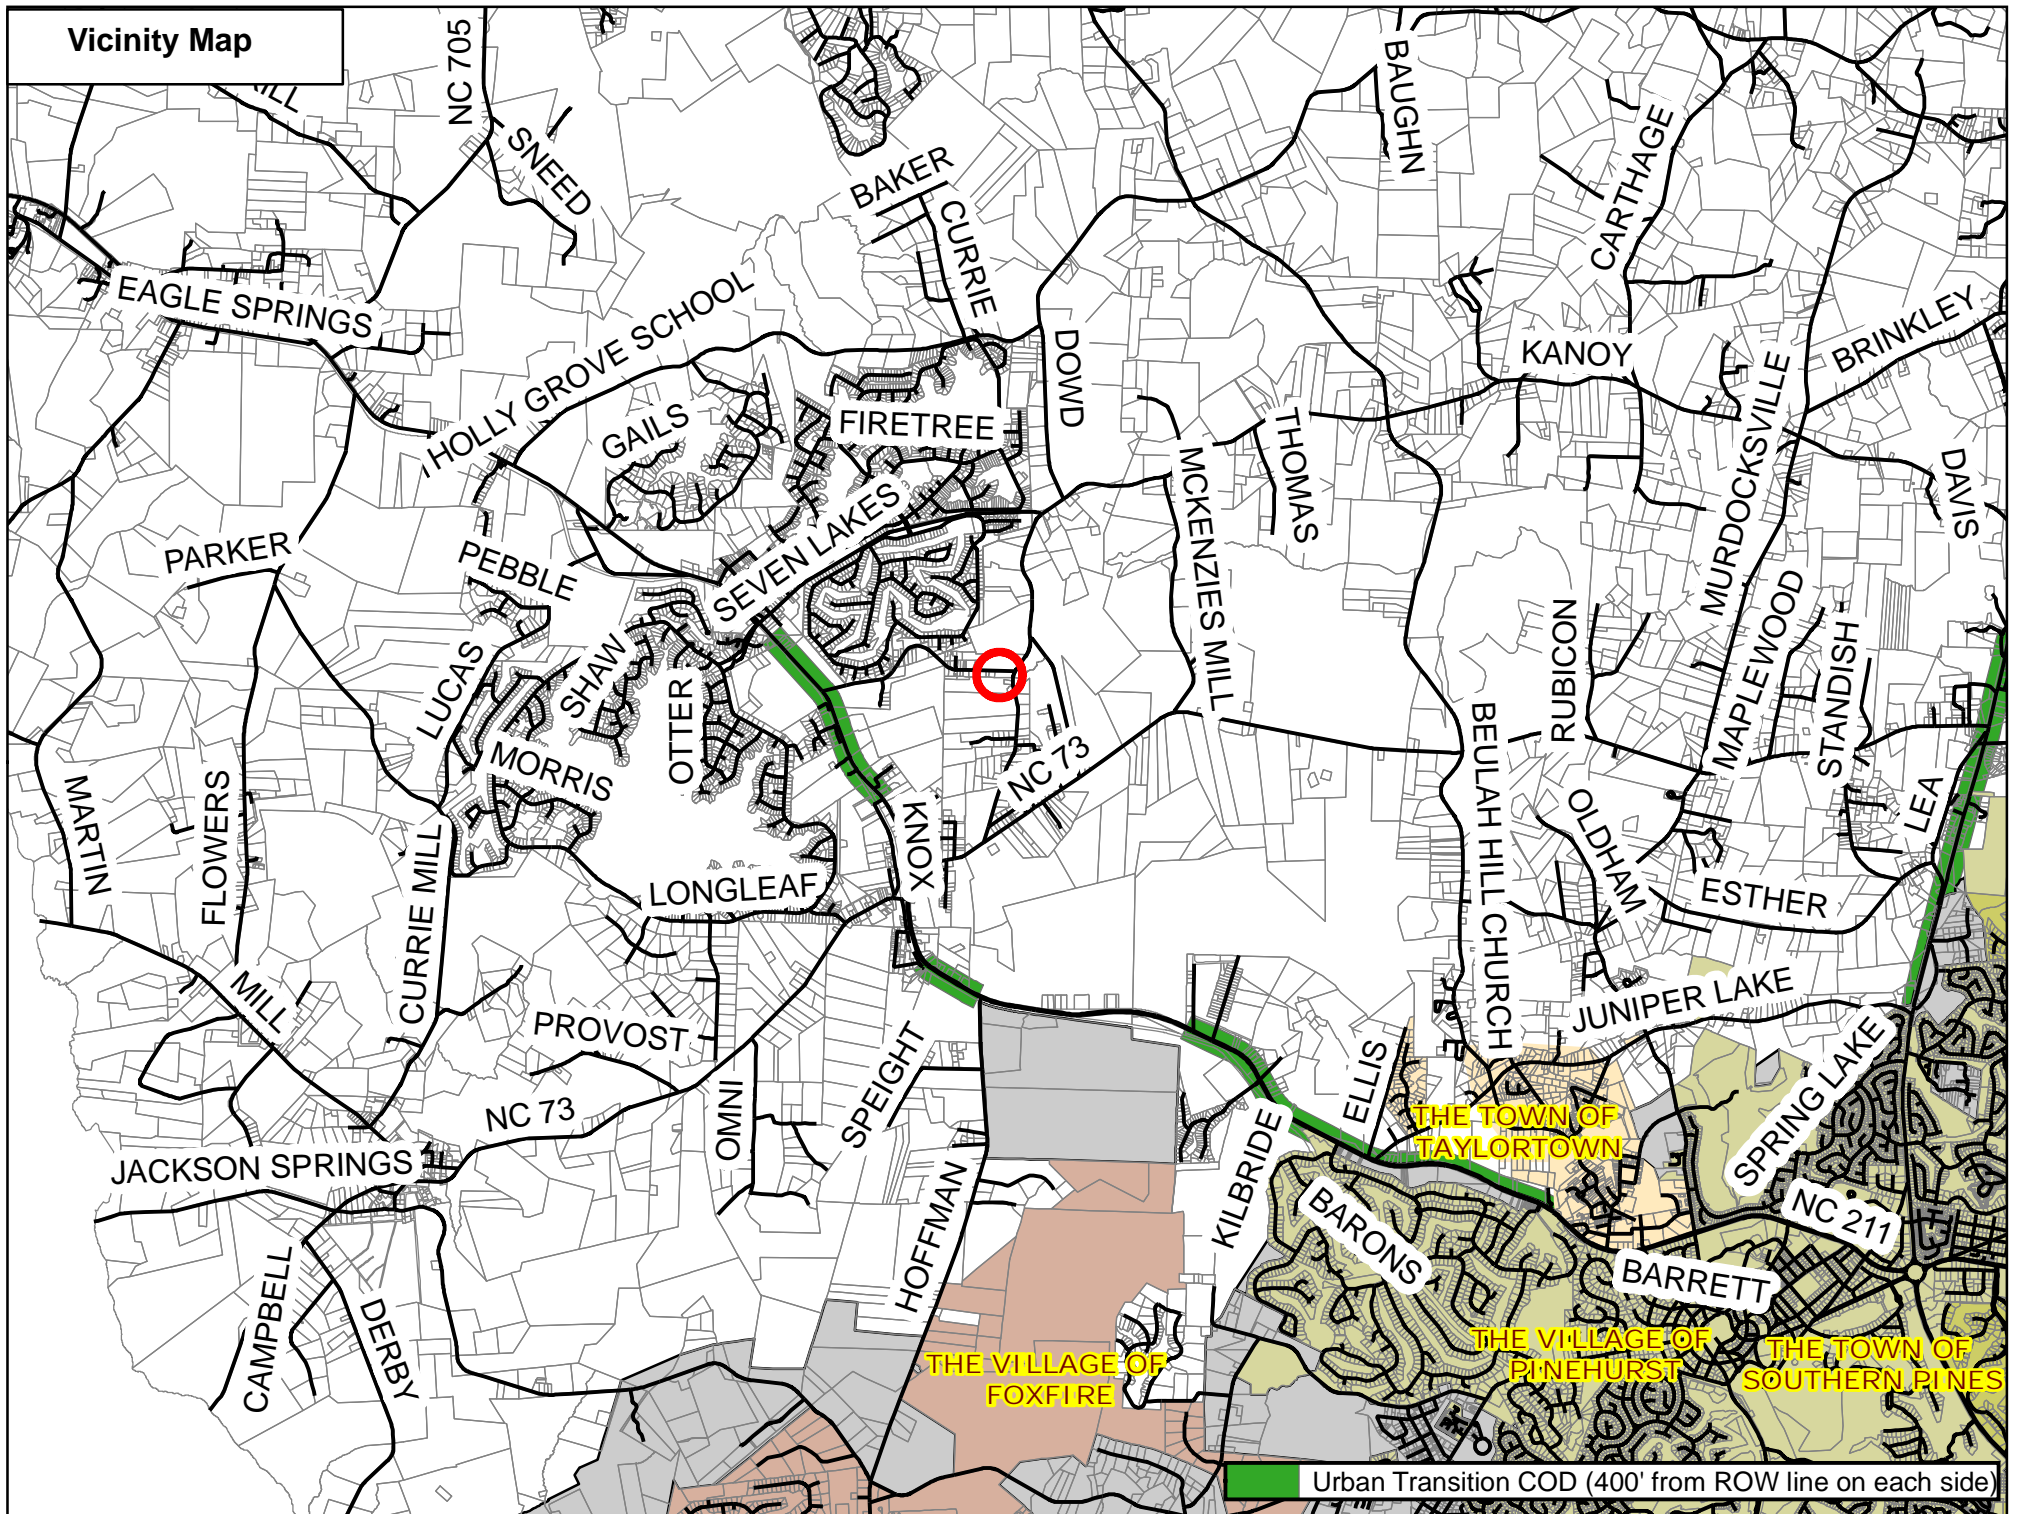 Vicinity Map
NC 705
SNEED
BAKER
CURRIE
BAUGHN
CARTHAGE
EAGLE SPRINGS
HOLLY GROVE SCHOOL
DOWD
KANOY
BRINKLEY
MURDOCKSVILLE
GAILS
FIRETREE
THOMAS
MCKENZIES MILL
DAVIS
PARKER
PEBBLE
SEVEN LAKES
LUCAS
SHAW
OTTER
RUBICON
MAPLEWOOD
STANDISH
MORRIS
NC 73
BEULAH HILL CHURCH
OLDHAM
LEA
MARTIN
FLOWERS
CURRIE MILL
KNOX
LONGLEAF
ESTHER
MILL
PROVOST
SPEIGHT
JUNIPER LAKE
SPRING LAKE
ELLIS
NC 73
OMNI
THE TOWN OF
TAYLORTOWN
JACKSON SPRINGS
HOFFMAN
KILBRIDE
BARONS
NC 211
BARRETT
CAMPBELL
DERBY
THE VILLAGE OF
FOXFIRE
THE VILLAGE OF
PINEHURST
THE TOWN OF
SOUTHERN PINES
Urban Transition COD (400' from ROW line on each side)